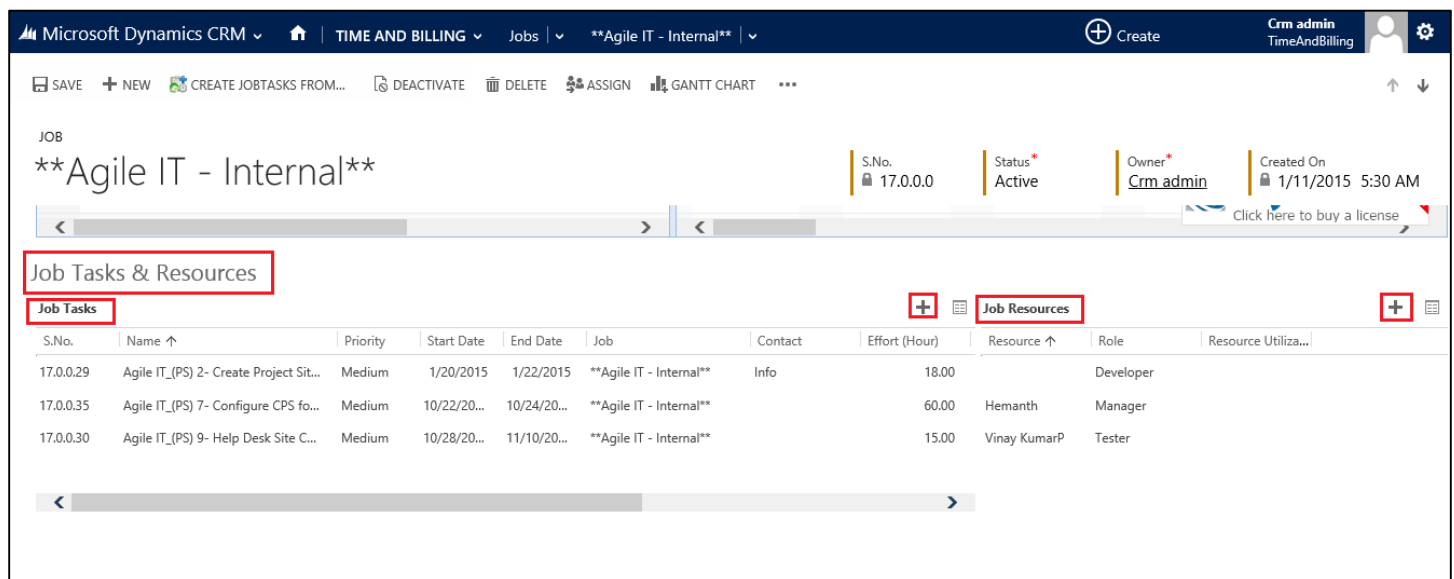 Microsoft Dynamics CRM TIME AND BILLING Jobs **Agile IT - Internal** Create Crm admin
TimeAndBilling
SAVE NEW CREATE JOBTASKS FROM... DEACTIVATE DELETE ASSIGN GANTT CHART •••
JOB
**Agile IT - Internal**
S.No. Status* Owner* Created On
17.0.0.0 Active Crm admin 1/11/2015 5:30 AM
Click here to buy a license
Job Tasks & Resources
Job Tasks Job Resources
S.No. Name Priority Start Date End Date Job Contact Effort (Hour) Resource Role Resource Utiliza...
17.0.0.29 Agile IT_(PS) 2- Create Project Sit... Medium 1/20/2015 1/22/2015 **Agile IT - Internal** Info 18.00 Developer
17.0.0.35 Agile IT_(PS) 7- Configure CPS fo... Medium 10/22/20... 10/24/20... **Agile IT - Internal** 60.00 Hemanth Manager
17.0.0.30 Agile IT_(PS) 9- Help Desk Site C... Medium 10/28/20... 11/10/20... **Agile IT - Internal** 15.00 Vinay KumarP Tester